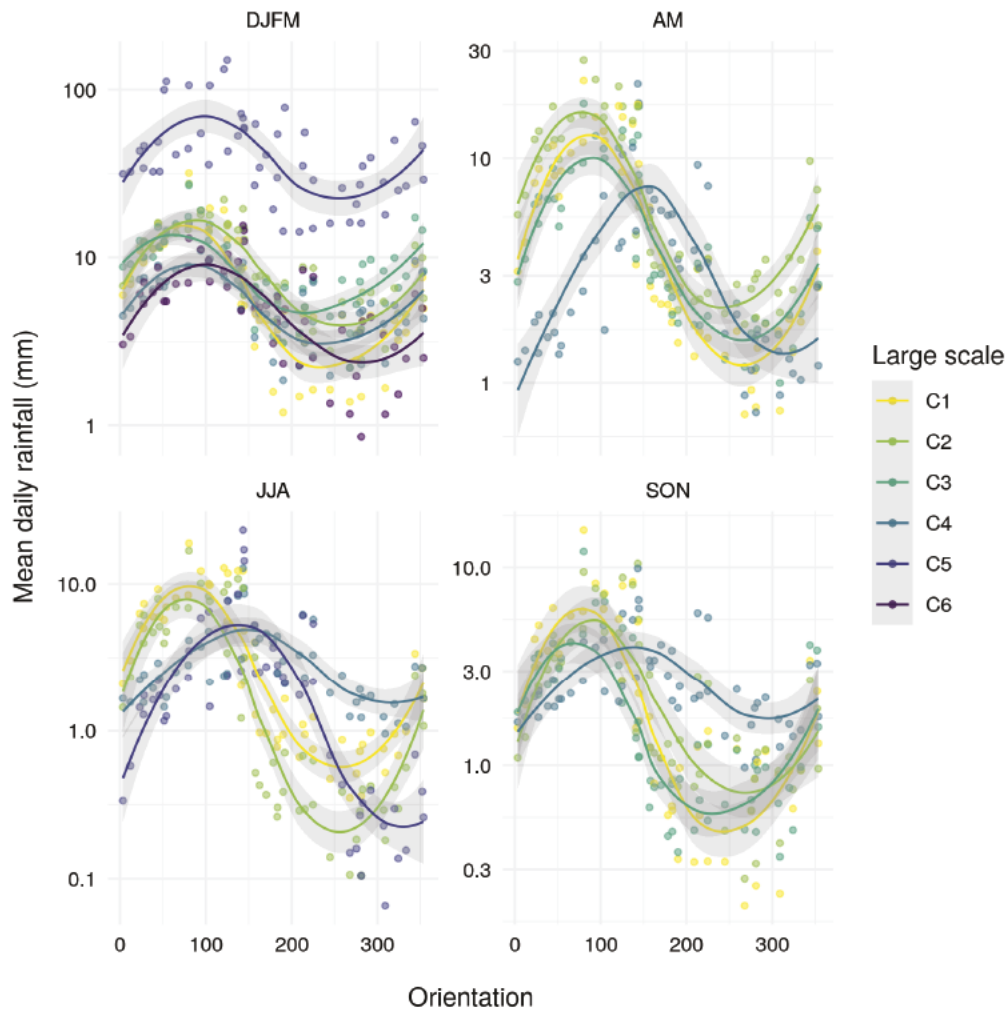 DJFM
AM
100
10
1
30
10
3
1
JJA
SON
10.0
1.0
0.1
10.0
3.0
1.0
0.3
0 100 200 300
0 100 200 300
Mean daily rainfall (mm)
Orientation
Large scale
C1
C2
C3
C4
C5
C6